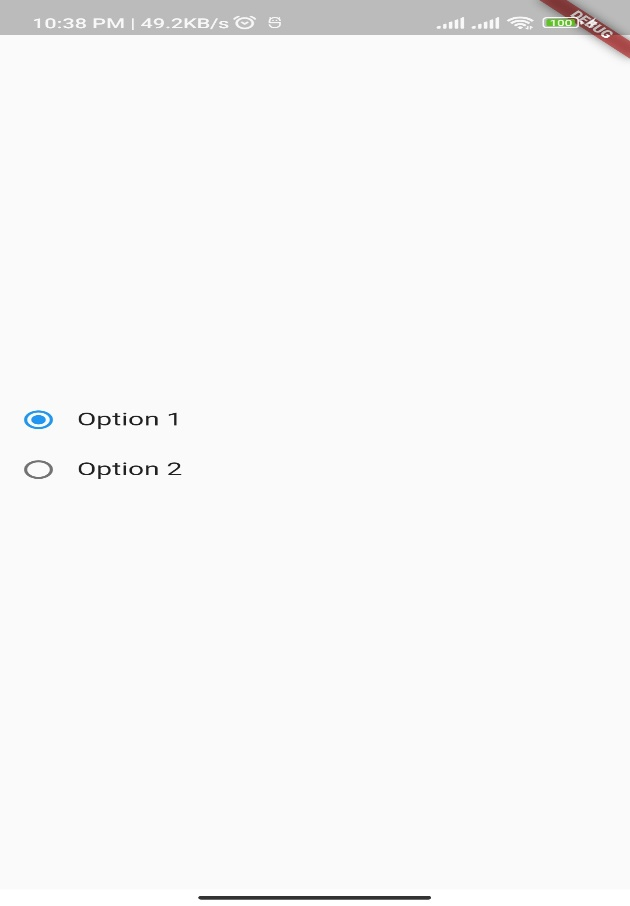 10:38 PM | 49.2KB/s
100
DEBUG
Option 1
Option 2